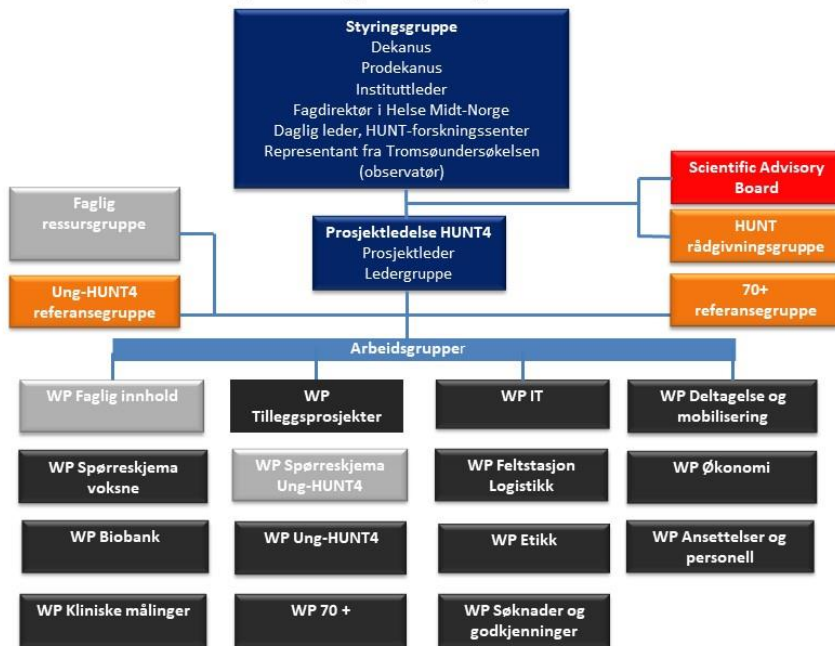 Styringsgruppe
Dekanus
Prodekanus
Instituttleder
Fagdirektør i Helse Midt-Norge
Daglig leder, HUNT-forskningssenter
Representant fra Tromsøundersøkelsen
(observatør)
Scientific Advisory
Board
Faglig
ressursgruppe
Prosjektledelse HUNT4
Prosjektleder
Ledergruppe
HUNT
rådgivningsgruppe
Ung-HUNT4
referansegruppe
70+
referansegruppe
Arbeidsgrupper
WP Faglig innhold
WP
Tilleggsprosjekter
WP IT
WP Deltagelse og
mobilisering
WP Spørreskjema
voksne
WP Spørreskjema
Ung-HUNT4
WP Feltstasjon
Logistikk
WP Økonomi
WP Biobank
WP Ung-HUNT4
WP Etikk
WP Ansettelser og
personell
WP Kliniske målinger
WP 70 +
WP Søknader og
godkjenninger